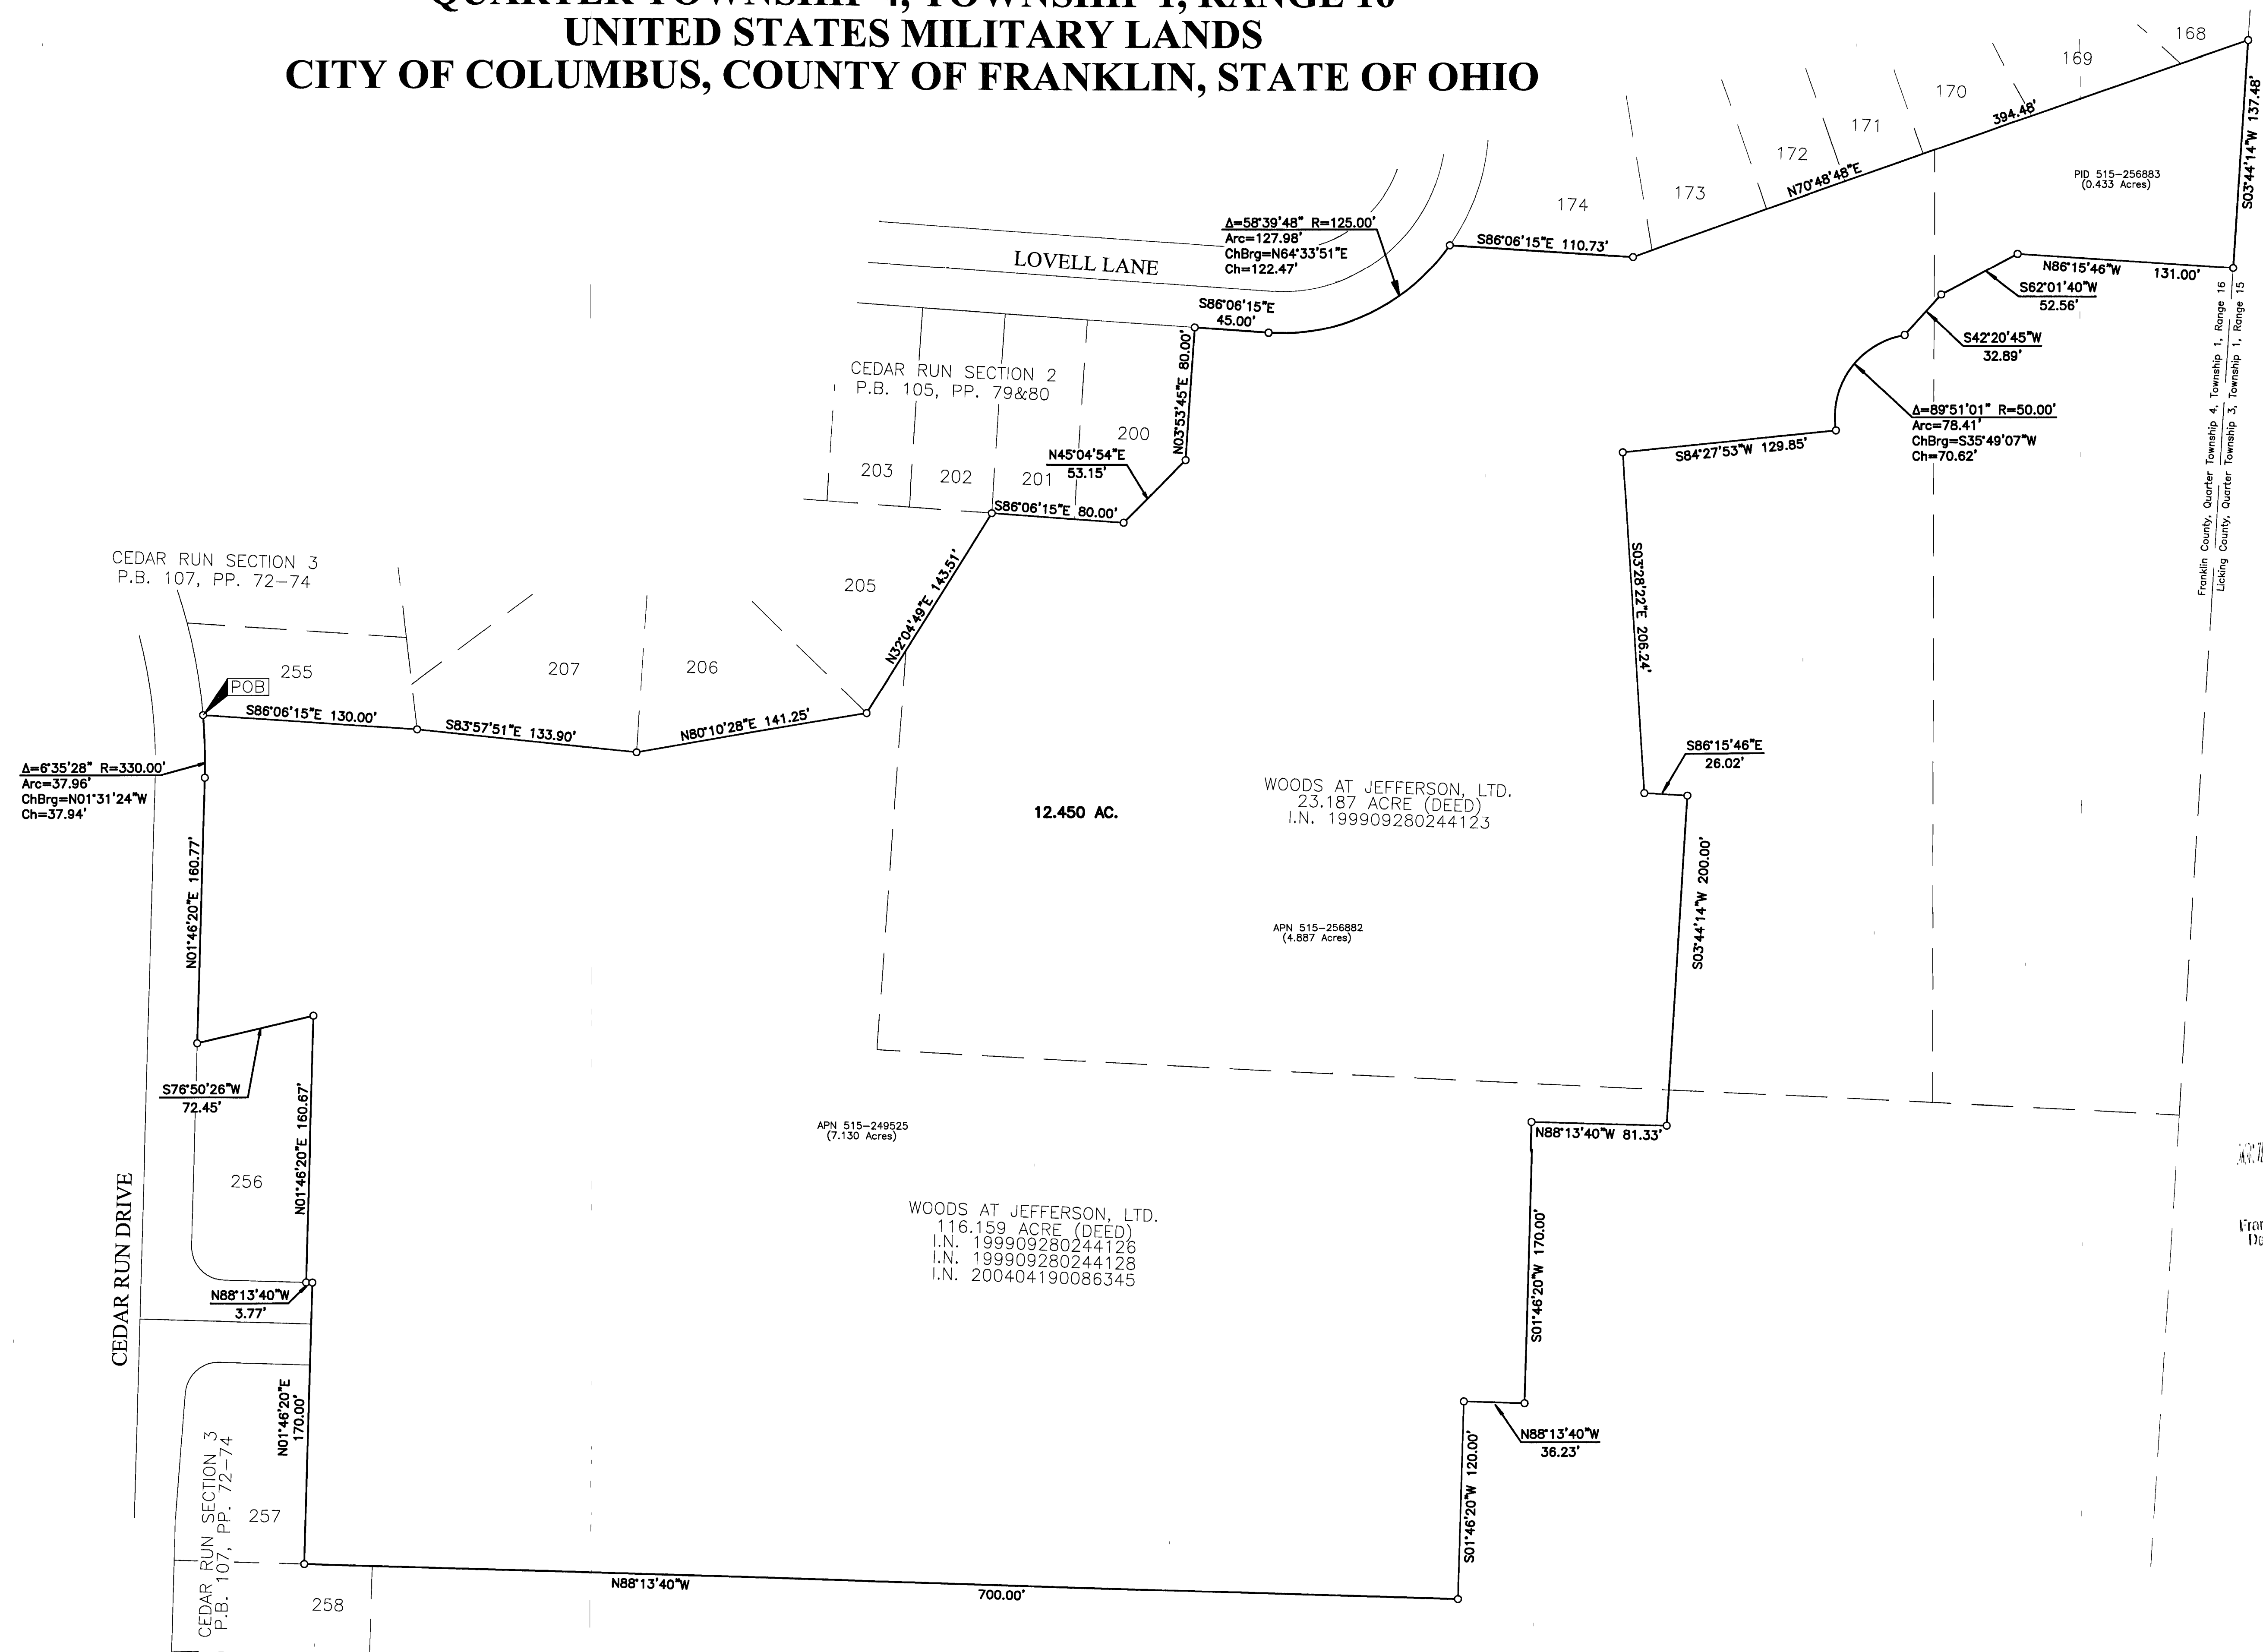 QUARTER TOWNSHIP 4, TOWNSHIP 1, RANGE 16
UNITED STATES MILITARY LANDS
CITY OF COLUMBUS, COUNTY OF FRANKLIN, STATE OF OHIO
168
169
170
171
172
173
174
394.48'
N70°48'48"E
S03°44'14"W 137.48'
PID 515-256883
(0.433 Acres)
Δ=58°39'48" R=125.00'
Arc=127.98'
ChBrg=N64°33'51"E
Ch=122.47'
S86°06'15"E 110.73'
LOVELL LANE
N86°15'46"W 131.00'
S62°01'40"W
52.56'
S42°20'45"W
32.89'
S86°06'15"E
45.00'
N03°53'45"E 80.00'
CEDAR RUN SECTION 2
P.B. 105, PP. 79&80
200
201
202
203
N45°04'54"E
53.15'
S86°06'15"E 80.00'
Δ=89°51'01" R=50.00'
Arc=78.41'
ChBrg=S35°49'07"W
Ch=70.62'
S84°27'53"W 129.85'
Franklin County, Quarter Township 4, Township 1, Range 16
Licking County, Quarter Township 3, Township 1, Range 15
CEDAR RUN SECTION 3
P.B. 107, PP. 72-74
205
N32°04'49"E 143.51'
S03°28'22"E 206.24'
255
207
206
POB
S86°06'15"E 130.00'
S83°57'51"E 133.90'
N80°10'28"E 141.25'
Δ=6°35'28" R=330.00'
Arc=37.96'
ChBrg=N01°31'24"W
Ch=37.94'
S86°15'46"E
26.02'
12.450 AC.
WOODS AT JEFFERSON, LTD.
23.187 ACRE (DEED)
I.N. 199909280244123
N01°46'20"E 160.77'
S03°44'14"W 200.00'
APN 515-256882
(4.887 Acres)
S76°50'26"W
72.45'
N01°46'20"E 160.67'
APN 515-249525
(7.130 Acres)
N88°13'40"W 81.33'
256
CEDAR RUN DRIVE
WOODS AT JEFFERSON, LTD.
116.159 ACRE (DEED)
I.N. 199909280244126
I.N. 199909280244128
I.N. 200404190086345
S01°46'20"W 170.00'
N88°13'40"W
3.77'
N01°46'20"E
170.00'
N88°13'40"W
36.23'
S01°46'20"W 120.00'
CEDAR RUN SECTION 3
P.B. 107, PP. 72-74
257
258
N88°13'40"W
700.00'